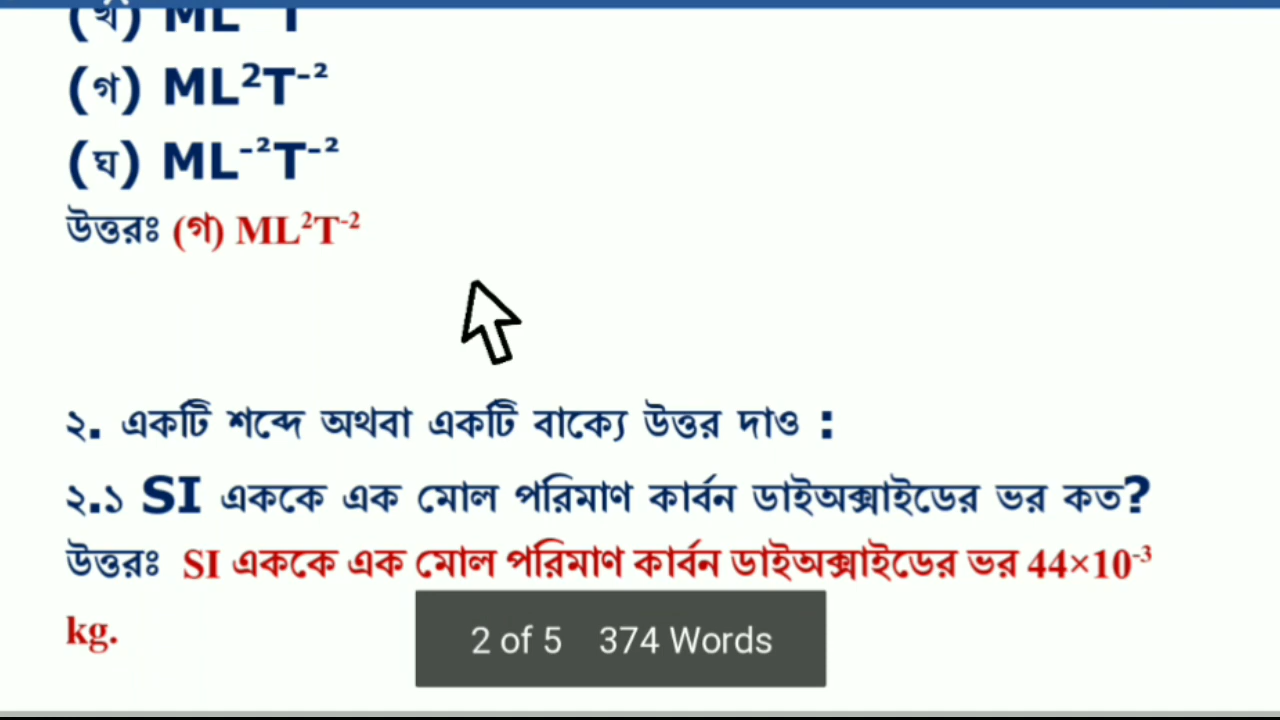 (খ) ML T
(গ) ML²T⁻²
(ঘ) ML⁻²T⁻²
উত্তরঃ (গ) ML²T⁻²
২. একটি শব্দে অথবা একটি বাক্যে উত্তর দাও :
২.১ SI এককে এক মোল পরিমাণ কার্বন ডাইঅক্সাইডের ভর কত?
উত্তরঃ SI এককে এক মোল পরিমাণ কার্বন ডাইঅক্সাইডের ভর 44×10⁻³
kg.
2 of 5 374 Words